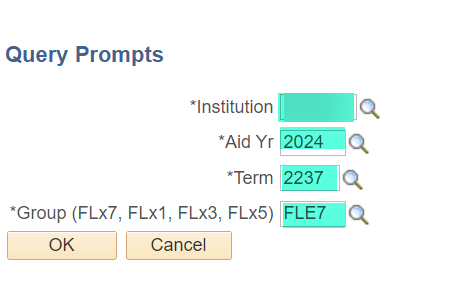 Query Prompts
*Institution
*Aid Yr 2024
*Term 2237
*Group (FLx7, FLx1, FLx3, FLx5) FLE7
OK Cancel